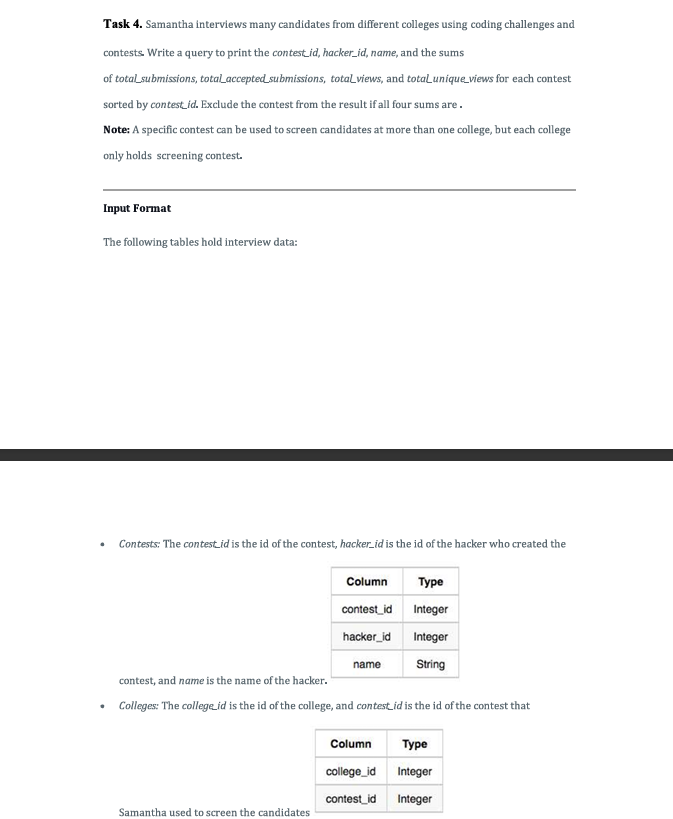 Task 4. Samantha interviews many candidates from different colleges using coding challenges and
contests. Write a query to print the contest_id, hacker_id, name, and the sums
of total_submissions, total_accepted_submissions, total_views, and total_unique_views for each contest
sorted by contest_id. Exclude the contest from the result if all four sums are .
Note: A specific contest can be used to screen candidates at more than one college, but each college
only holds screening contest.
Input Format
The following tables hold interview data:
• Contests: The contest_id is the id of the contest, hacker_id is the id of the hacker who created the
Column Type
contest_id Integer
hacker_id Integer
name String
contest, and name is the name of the hacker.
• Colleges: The college_id is the id of the college, and contest_id is the id of the contest that
Column Type
college_id Integer
contest_id Integer
Samantha used to screen the candidates